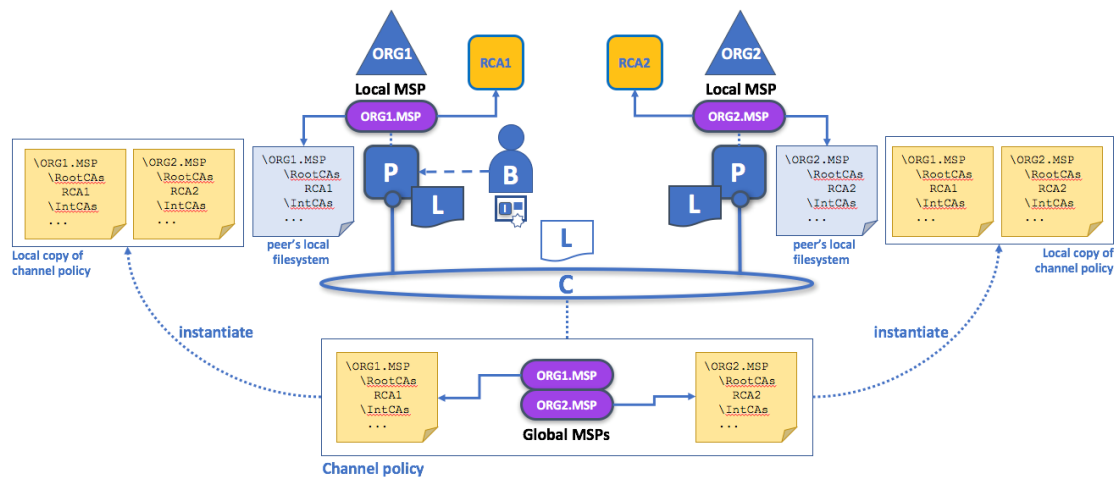 ORG1
RCA1
Local MSP
ORG1.MSP
RCA2
ORG2
Local MSP
ORG2.MSP
\ORG1.MSP
\RootCAs
RCA1
\IntCAs
...
\ORG2.MSP
\RootCAs
RCA2
\IntCAs
...
Local copy of
channel policy
\ORG1.MSP
\RootCAs
RCA1
\IntCAs
...
peer's local
filesystem
P
L
B
L
P
L
\ORG2.MSP
\RootCAs
RCA2
\IntCAs
...
peer's local
filesystem
\ORG1.MSP
\RootCAs
RCA1
\IntCAs
...
\ORG2.MSP
\RootCAs
RCA2
\IntCAs
...
Local copy of
channel policy
C
instantiate
instantiate
\ORG1.MSP
\RootCAs
RCA1
\IntCAs
...
ORG1.MSP
ORG2.MSP
Global MSPs
\ORG2.MSP
\RootCAs
RCA2
\IntCAs
...
Channel policy